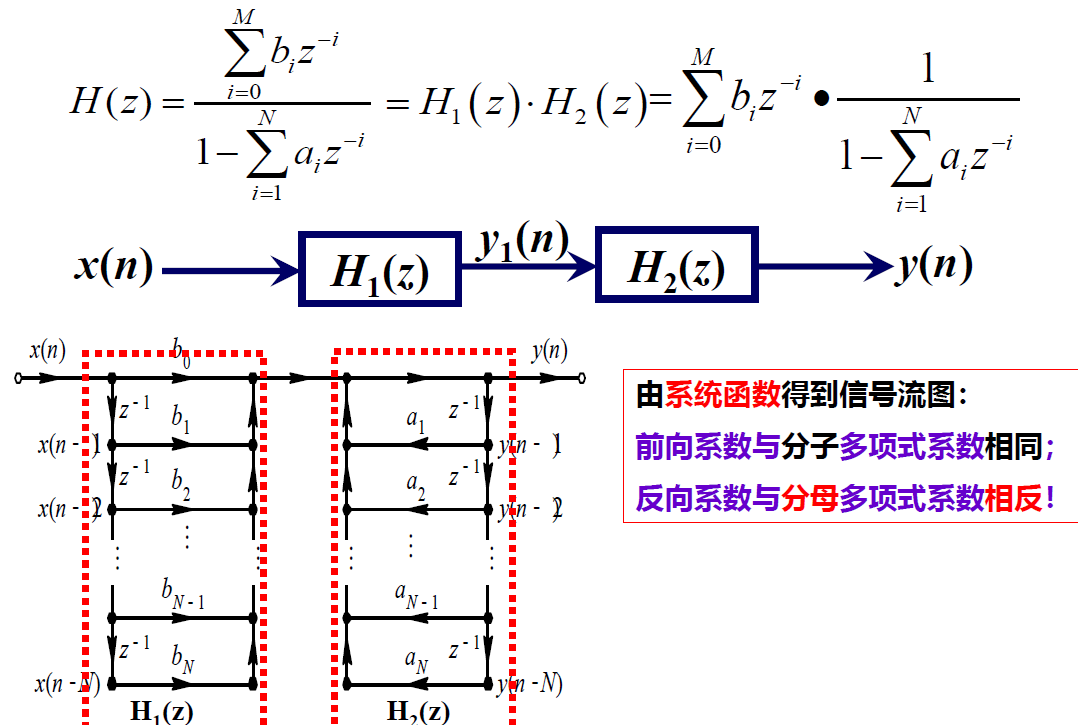 H(z) = \frac{\sum_{i=0}^{M} b_i z^{-i}}{1-\sum_{i=1}^{N} a_i z^{-i}} = H_1(z)·H_2(z)= \sum_{i=0}^{M} b_i z^{-i} • \frac{1}{1-\sum_{i=1}^{N} a_i z^{-i}}
x(n) H_1(z) y_1(n) H_2(z) y(n)
x(n) b_0 y(n)
z^{-1} b_1 a_1 z^{-1}
x(n-1) y(n-1)
z^{-1} b_2 a_2 z^{-1}
x(n-2) y(n-2)
⋮ ⋮ ⋮ ⋮ ⋮ ⋮
b_{N-1} a_{N-1}
z^{-1} b_N a_N z^{-1}
x(n-N) y(n-N)
H_1(z) H_2(z)
由系统函数得到信号流图：
前向系数与分子多项式系数相同；
反向系数与分母多项式系数相反！